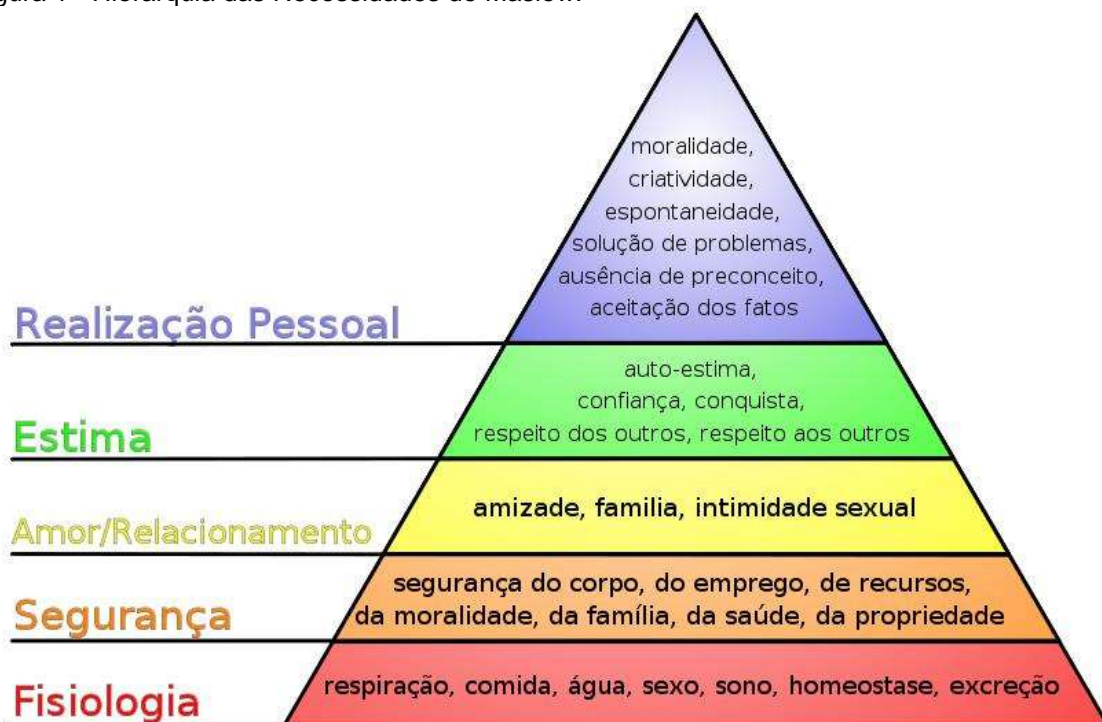 moralidade,
criatividade,
espontaneidade,
solução de problemas,
ausência de preconceito,
aceitação dos fatos
Realização Pessoal
auto-estima,
confiança, conquista,
respeito dos outros, respeito aos outros
Estima
amizade, familia, intimidade sexual
Amor/Relacionamento
segurança do corpo, do emprego, de recursos,
da moralidade, da família, da saúde, da propriedade
Segurança
respiração, comida, água, sexo, sono, homeostase, excreção
Fisiologia